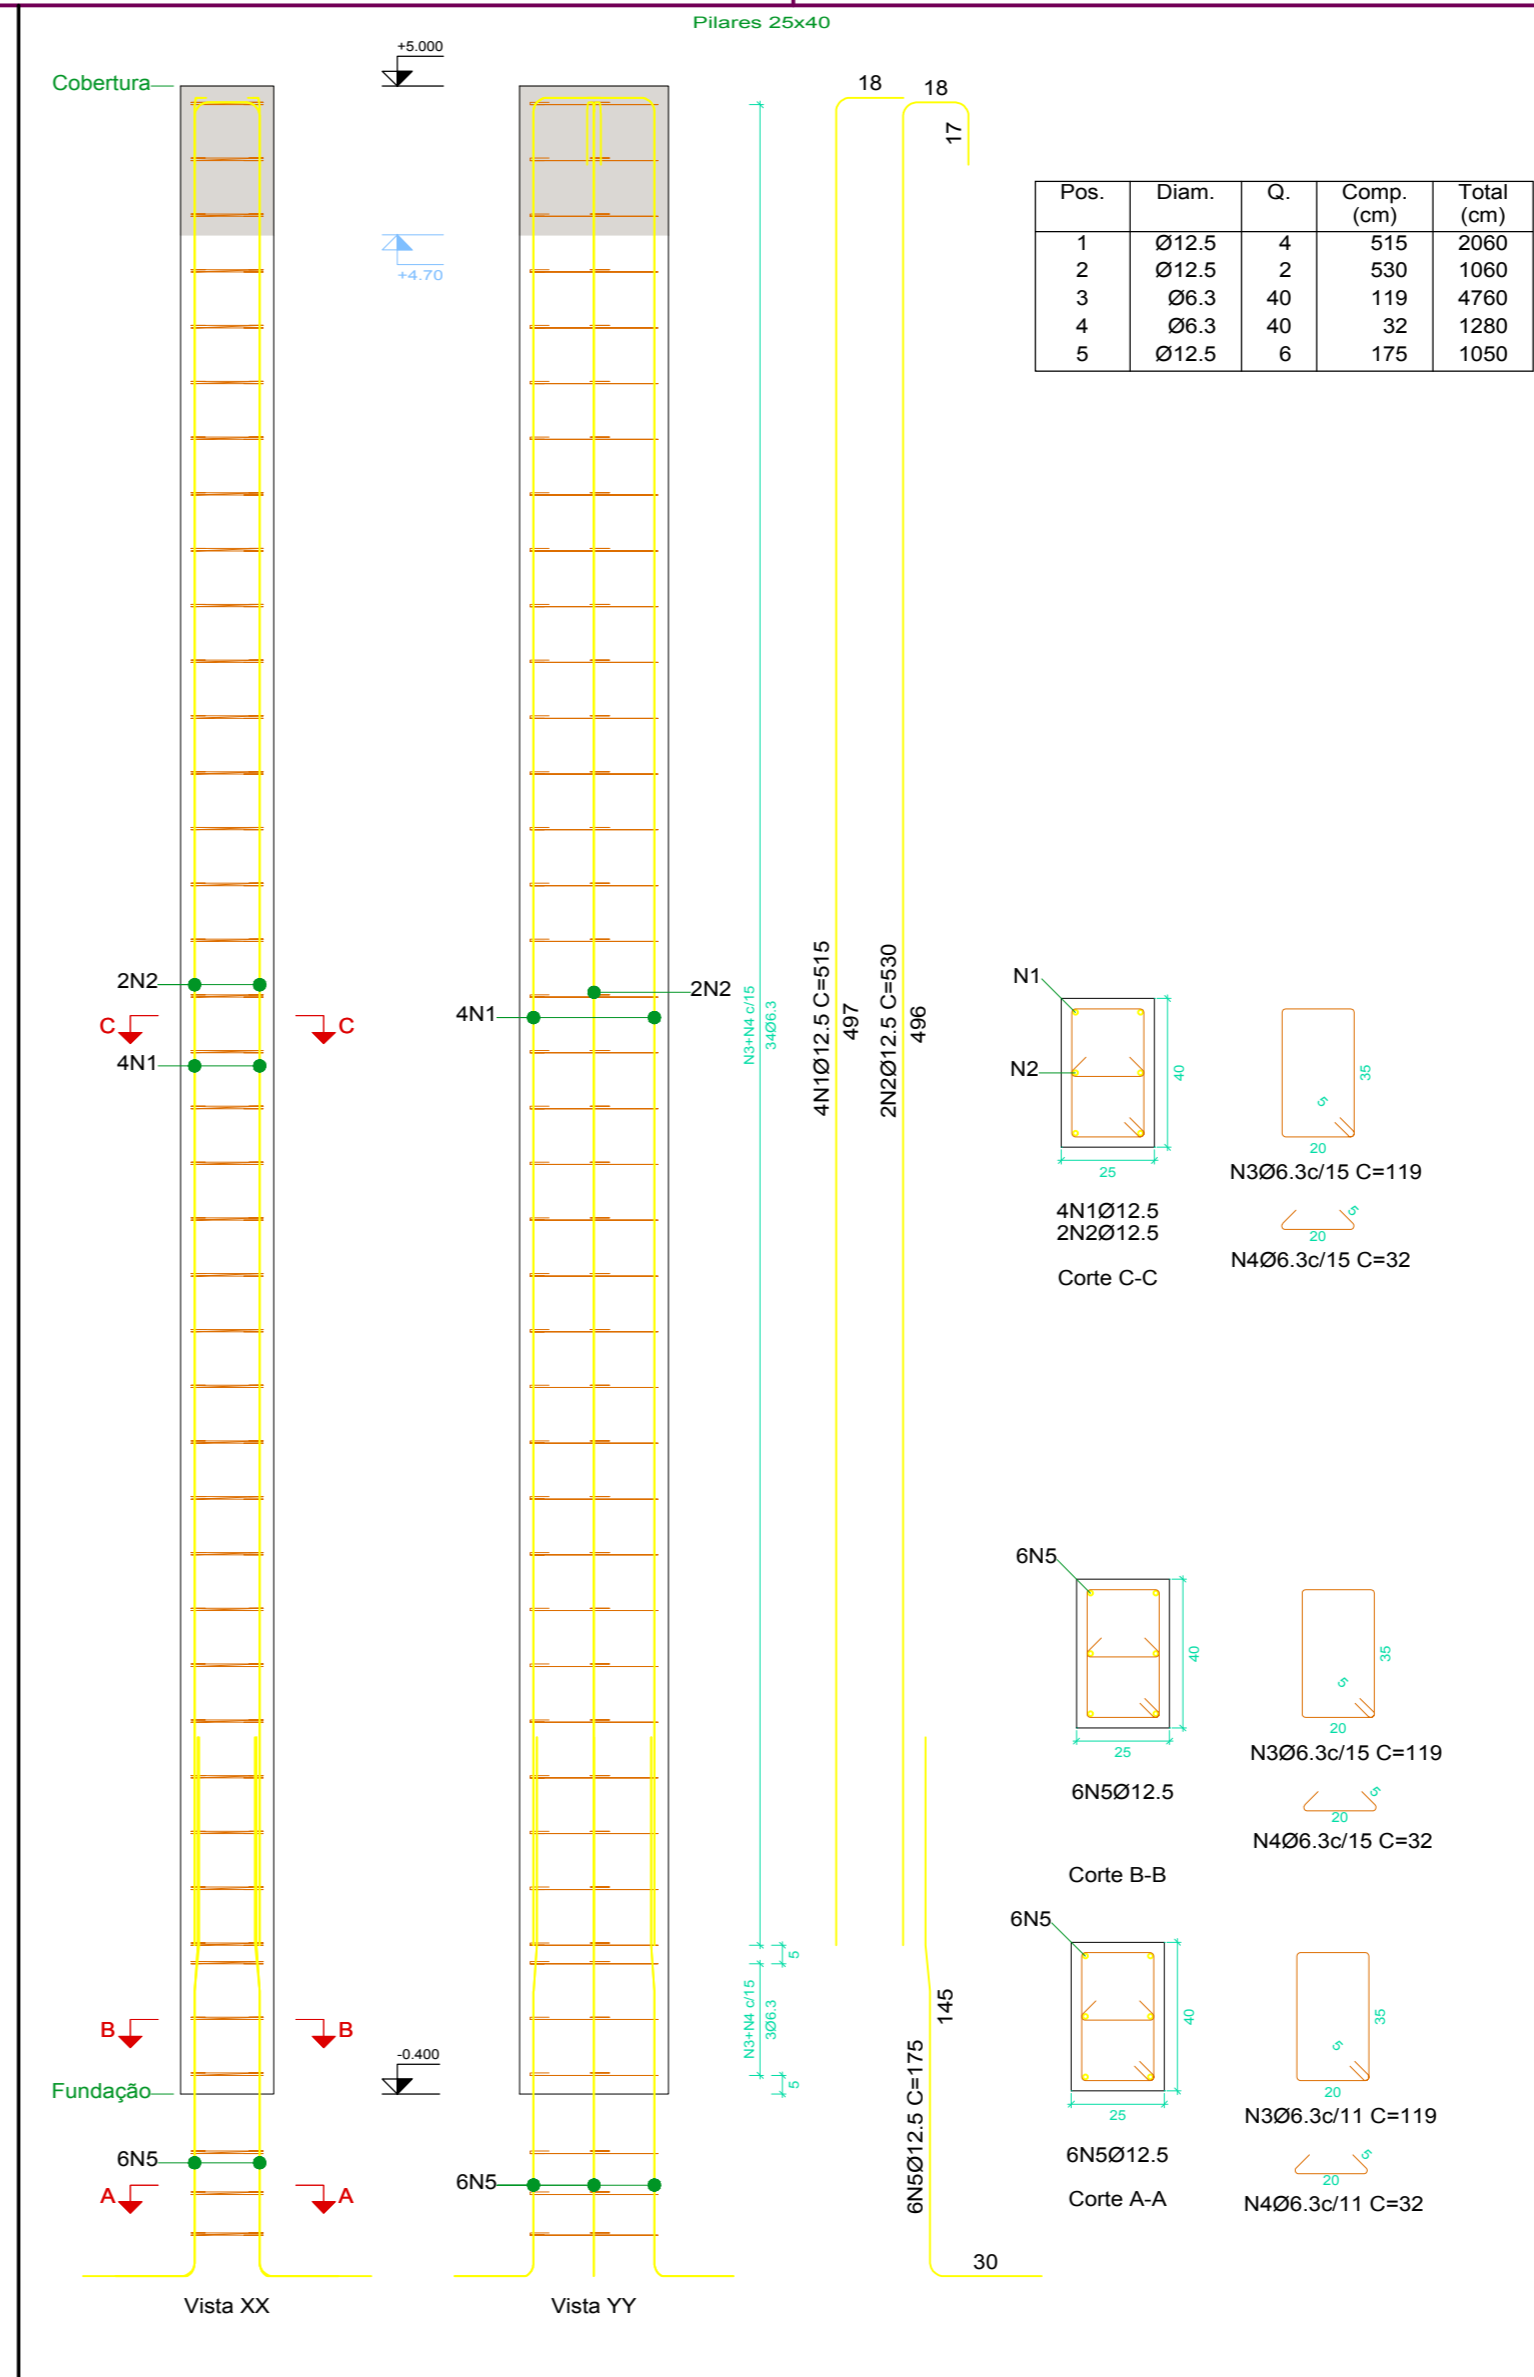 Pilares 25x40
+5.000
Cobertura
+4.70
18
18
17
Pos. Diam. Q. Comp. (cm) Total (cm)
1 Ø12.5 4 515 2060
2 Ø12.5 2 530 1060
3 Ø6.3 40 119 4760
4 Ø6.3 40 32 1280
5 Ø12.5 6 175 1050
2N2
C C
4N1
4N1
2N2
N3+N4 c/15
34Ø6.3
4N1Ø12.5 C=515
497
2N2Ø12.5 C=530
496
N1
N2
40
25
4N1Ø12.5
2N2Ø12.5
Corte C-C
35
5
20
N3Ø6.3c/15 C=119
5
20
N4Ø6.3c/15 C=32
6N5
40
25
6N5Ø12.5
Corte B-B
35
5
20
N3Ø6.3c/15 C=119
5
20
N4Ø6.3c/15 C=32
5
N3+N4 c/15
3Ø6.3
5
B B
-0.400
Fundação
6N5
A A
6N5
6N5Ø12.5 C=175
145
30
6N5
40
25
6N5Ø12.5
Corte A-A
35
5
20
N3Ø6.3c/11 C=119
5
20
N4Ø6.3c/11 C=32
Vista XX
Vista YY